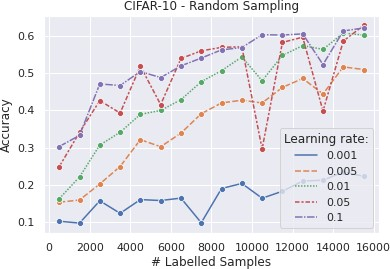 CIFAR-10 - Random Sampling
Accuracy
0.6
0.5
0.4
0.3
0.2
0.1
Learning rate:
0.001
0.005
0.01
0.05
0.1
0 2000 4000 6000 8000 10000 12000 14000 16000
# Labelled Samples